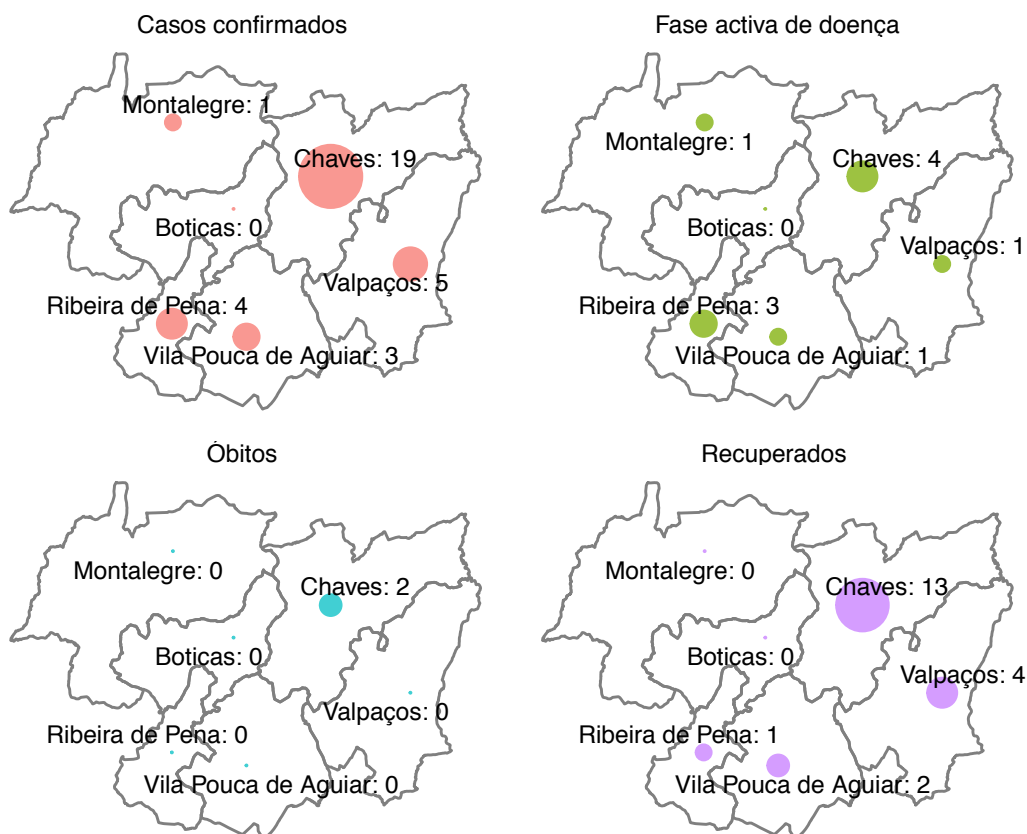 Casos confirmados
Montalegre: 1
Chaves: 19
Boticas: 0
Valpaços: 5
Ribeira de Pena: 4
Vila Pouca de Aguiar: 3
Fase activa de doença
Montalegre: 1
Chaves: 4
Boticas: 0
Valpaços: 1
Ribeira de Pena: 3
Vila Pouca de Aguiar: 1
Óbitos
Montalegre: 0
Chaves: 2
Boticas: 0
Valpaços: 0
Ribeira de Pena: 0
Vila Pouca de Aguiar: 0
Recuperados
Montalegre: 0
Chaves: 13
Boticas: 0
Valpaços: 4
Ribeira de Pena: 1
Vila Pouca de Aguiar: 2